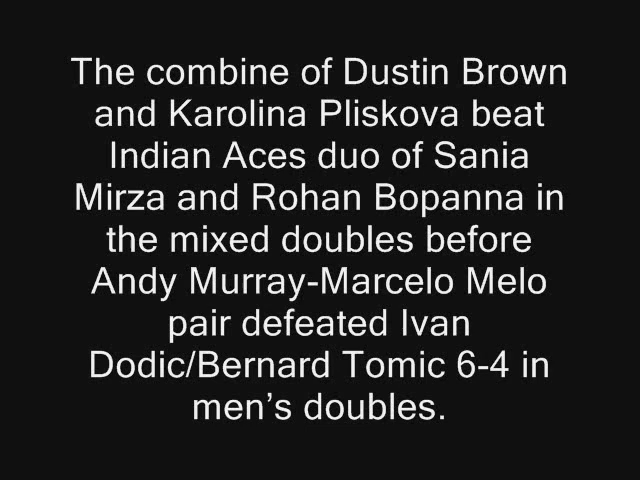 The combine of Dustin Brown
and Karolina Pliskova beat
Indian Aces duo of Sania
Mirza and Rohan Bopanna in
the mixed doubles before
Andy Murray-Marcelo Melo
pair defeated Ivan
Dodic/Bernard Tomic 6-4 in
men’s doubles.